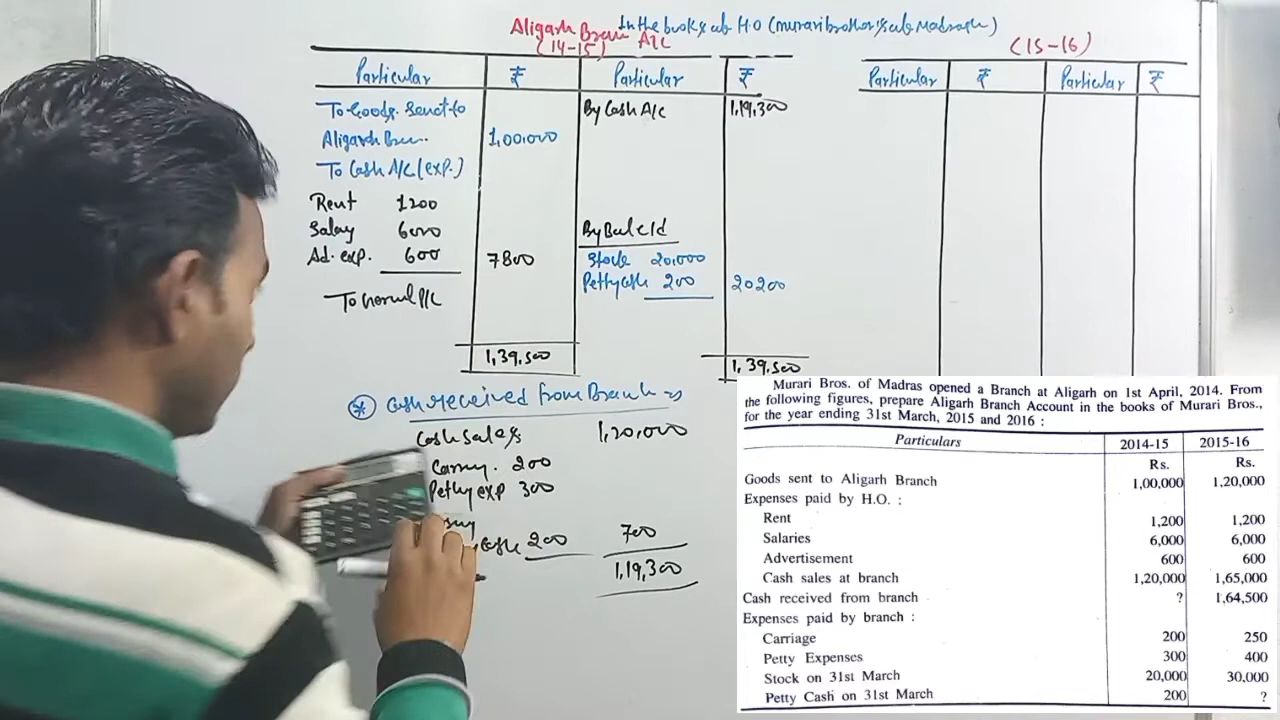 In the books of H.O (murari brother's of Madrash)
Aligarh Bran A/C
(14-15)
(15-16)
Particular ₹ Particular ₹
Particular ₹ Particular ₹
To Goods. Senct to
Aligarh Bran. 1,00,000
To Cash A/C (exp.)
Rent 1200
Salary 6000
Ad. exp. 600 7800
To Gornul P/L
1,39,500
By Cash A/C 1,19,300
By Bal c/d
Stock 20,000
Petty Cash 200 20200
1,39,500
* Cash received from Branch ⇒
Cash Sales 1,20,000
Carry. 200
Petty exp 300
cash 200 700
1,19,300
Murari Bros. of Madras opened a Branch at Aligarh on 1st April, 2014. From
the following figures, prepare Aligarh Branch Account in the books of Murari Bros.,
for the year ending 31st March, 2015 and 2016 :
Particulars 2014-15 2015-16
Rs. Rs.
Goods sent to Aligarh Branch 1,00,000 1,20,000
Expenses paid by H.O. :
Rent 1,200 1,200
Salaries 6,000 6,000
Advertisement 600 600
Cash sales at branch 1,20,000 1,65,000
Cash received from branch ? 1,64,500
Expenses paid by branch :
Carriage 200 250
Petty Expenses 300 400
Stock on 31st March 20,000 30,000
Petty Cash on 31st March 200 ?